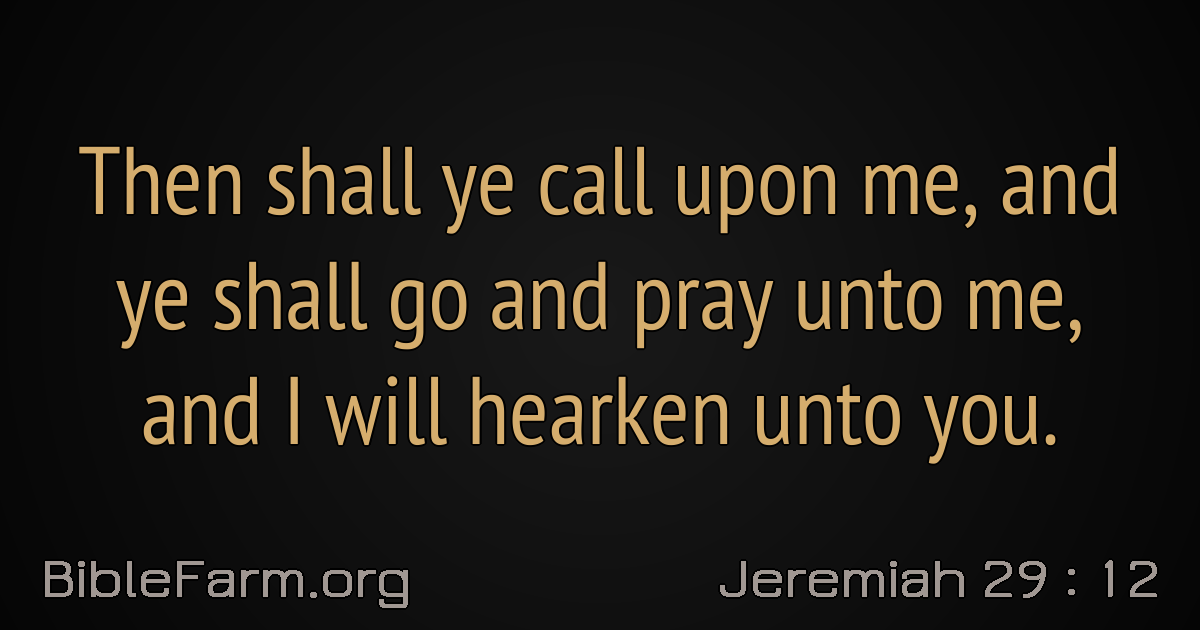 Then shall ye call upon me, and
ye shall go and pray unto me,
and I will hearken unto you.
BibleFarm.org
Jeremiah 29 : 12